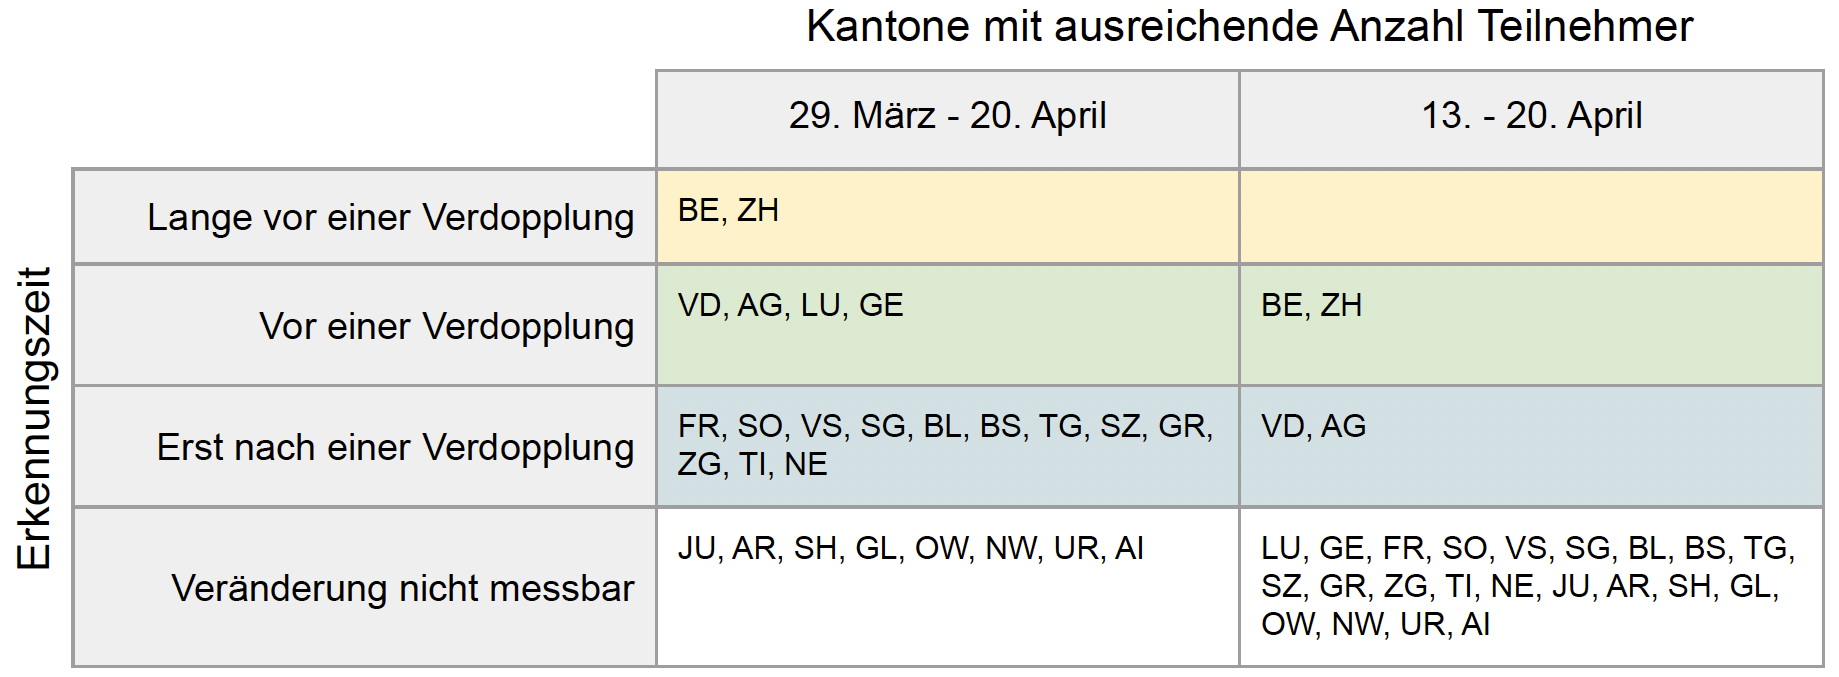 Kantone mit ausreichende Anzahl Teilnehmer
29. März - 20. April
13. - 20. April
Erkennungszeit
Lange vor einer Verdopplung
BE, ZH
Vor einer Verdopplung
VD, AG, LU, GE
BE, ZH
Erst nach einer Verdopplung
FR, SO, VS, SG, BL, BS, TG, SZ, GR,
ZG, TI, NE
VD, AG
Veränderung nicht messbar
JU, AR, SH, GL, OW, NW, UR, AI
LU, GE, FR, SO, VS, SG, BL, BS, TG,
SZ, GR, ZG, TI, NE, JU, AR, SH, GL,
OW, NW, UR, AI